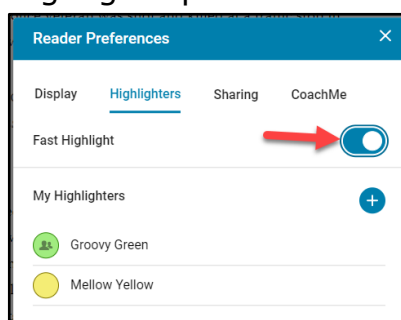 Reader Preferences
Display Highlighters Sharing CoachMe
Fast Highlight
My Highlighters
Groovy Green
Mellow Yellow